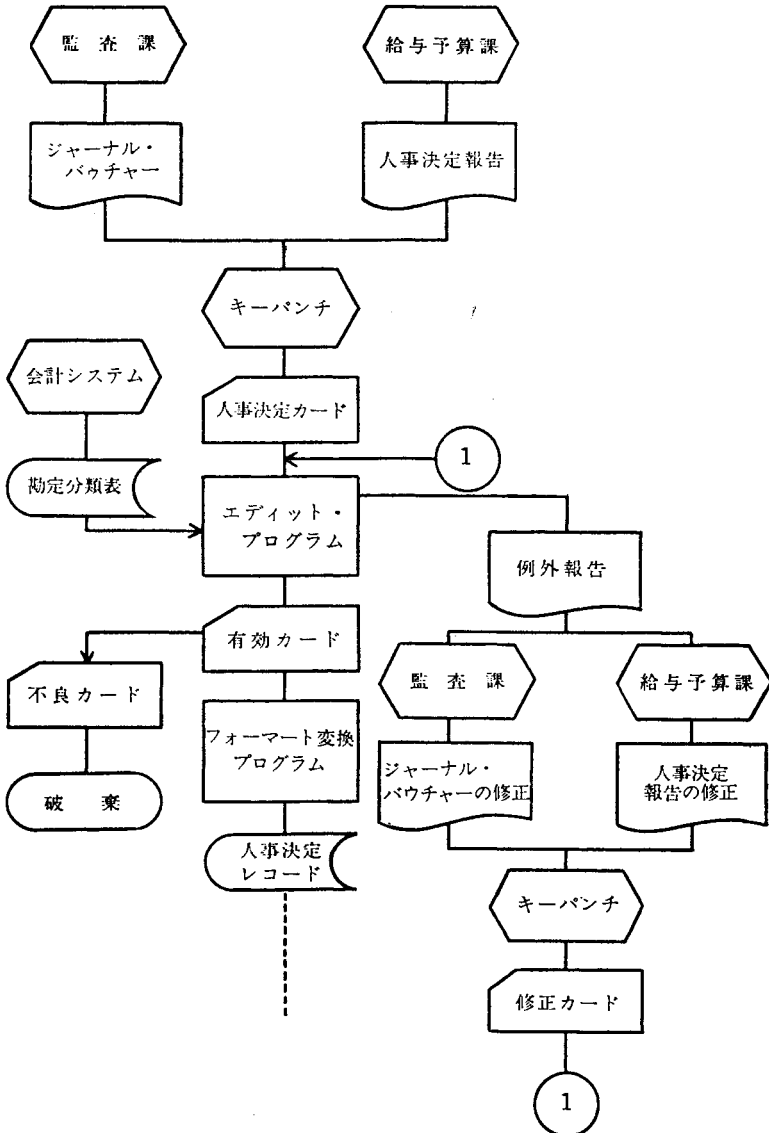 監査課
給与予算課
ジャーナル・
バゥチャー
人事決定報告
キーパンチ
会計システム
人事決定カード
1
勘定分類表
エディット・
プログラム
例外報告
有効カード
不良カード
監査課
給与予算課
フォーマート変換
プログラム
ジャーナル・
バウチャーの修正
人事決定
報告の修正
破棄
人事決定
レコード
キーパンチ
修正カード
1